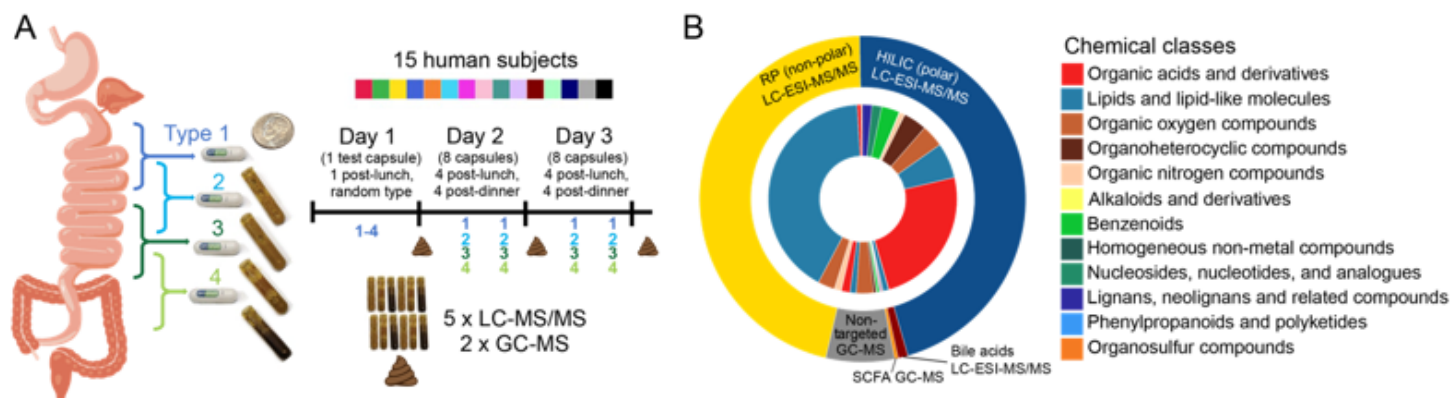 A
Type 1
2
3
4
15 human subjects
Day 1
(1 test capsule)
1 post-lunch,
random type
Day 2
(8 capsules)
4 post-lunch,
4 post-dinner
Day 3
(8 capsules)
4 post-lunch,
4 post-dinner
1-4
1 1 1 1
2 2 2 2
3 3 3 3
4 4 4 4
5 x LC-MS/MS
2 x GC-MS
B
RP (non-polar)
LC-ESI-MS/MS
HILIC (polar)
LC-ESI-MS/MS
Non-
targeted
GC-MS
SCFA GC-MS
Bile acids
LC-ESI-MS/MS
Chemical classes
Organic acids and derivatives
Lipids and lipid-like molecules
Organic oxygen compounds
Organoheterocyclic compounds
Organic nitrogen compounds
Alkaloids and derivatives
Benzenoids
Homogeneous non-metal compounds
Nucleosides, nucleotides, and analogues
Lignans, neolignans and related compounds
Phenylpropanoids and polyketides
Organosulfur compounds